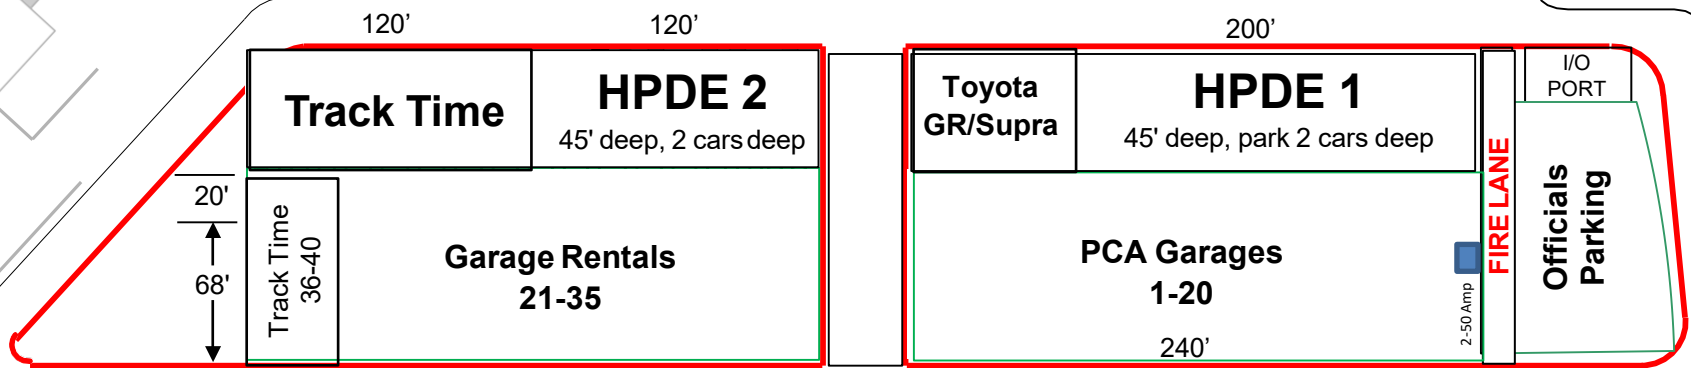 120’
120’
200’
Track Time
HPDE 2
45' deep, 2 cars deep
Toyota
GR/Supra
HPDE 1
45' deep, park 2 cars deep
I/O
PORT
20'
68'
Track Time
36-40
Garage Rentals
21-35
PCA Garages
1-20
240’
2-50 Amp
FIRE LANE
Officials
Parking